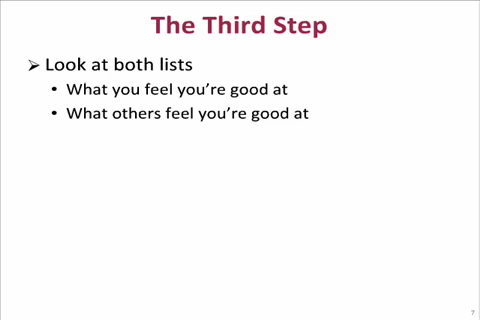 The Third Step
➢ Look at both lists
• What you feel you're good at
• What others feel you're good at
7